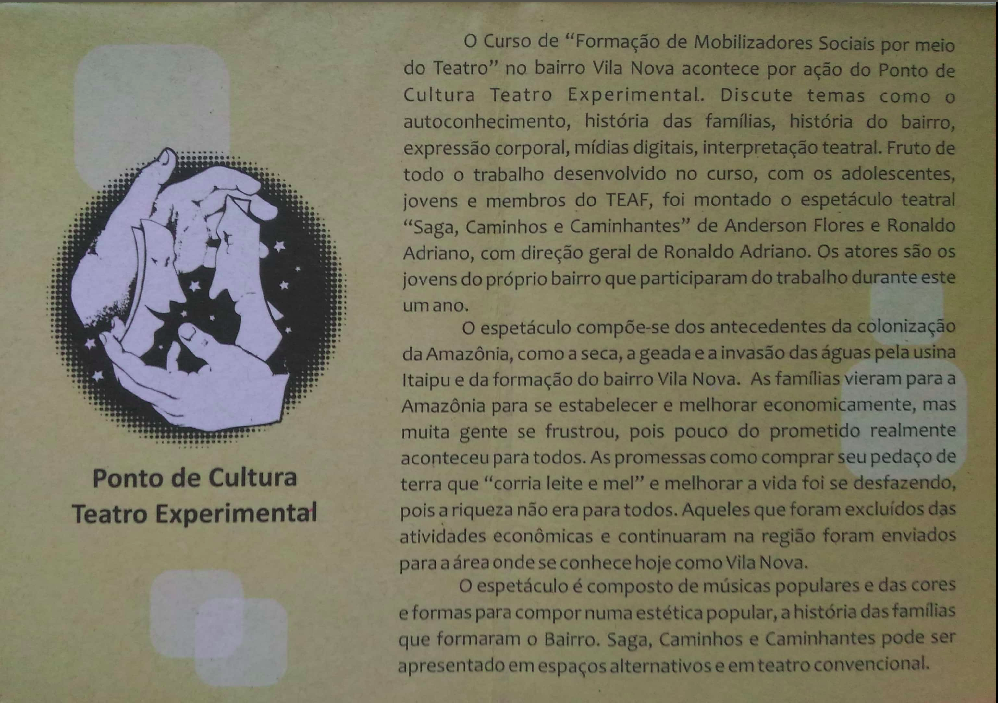 O Curso de “Formação de Mobilizadores Sociais por meio
do Teatro” no bairro Vila Nova acontece por ação do Ponto de
Cultura Teatro Experimental. Discute temas como o
autoconhecimento, história das famílias, história do bairro,
expressão corporal, mídias digitais, interpretação teatral. Fruto de
todo o trabalho desenvolvido no curso, com os adolescentes,
jovens e membros do TEAF, foi montado o espetáculo teatral
“Saga, Caminhos e Caminhantes” de Anderson Flores e Ronaldo
Adriano, com direção geral de Ronaldo Adriano. Os atores são os
jovens do próprio bairro que participaram do trabalho durante este
um ano.
O espetáculo compõe-se dos antecedentes da colonização
da Amazônia, como a seca, a geada e a invasão das águas pela usina
Itaipu e da formação do bairro Vila Nova. As famílias vieram para a
Amazônia para se estabelecer e melhorar economicamente, mas
muita gente se frustrou, pois pouco do prometido realmente
aconteceu para todos. As promessas como comprar seu pedaço de
terra que “corria leite e mel” e melhorar a vida foi se desfazendo,
pois a riqueza não era para todos. Aqueles que foram excluídos das
atividades econômicas e continuaram na região foram enviados
para a área onde se conhece hoje como Vila Nova.
O espetáculo é composto de músicas populares e das cores
e formas para compor numa estética popular, a história das famílias
que formaram o Bairro. Saga, Caminhos e Caminhantes pode ser
apresentado em espaços alternativos e em teatro convencional.
Ponto de Cultura
Teatro Experimental